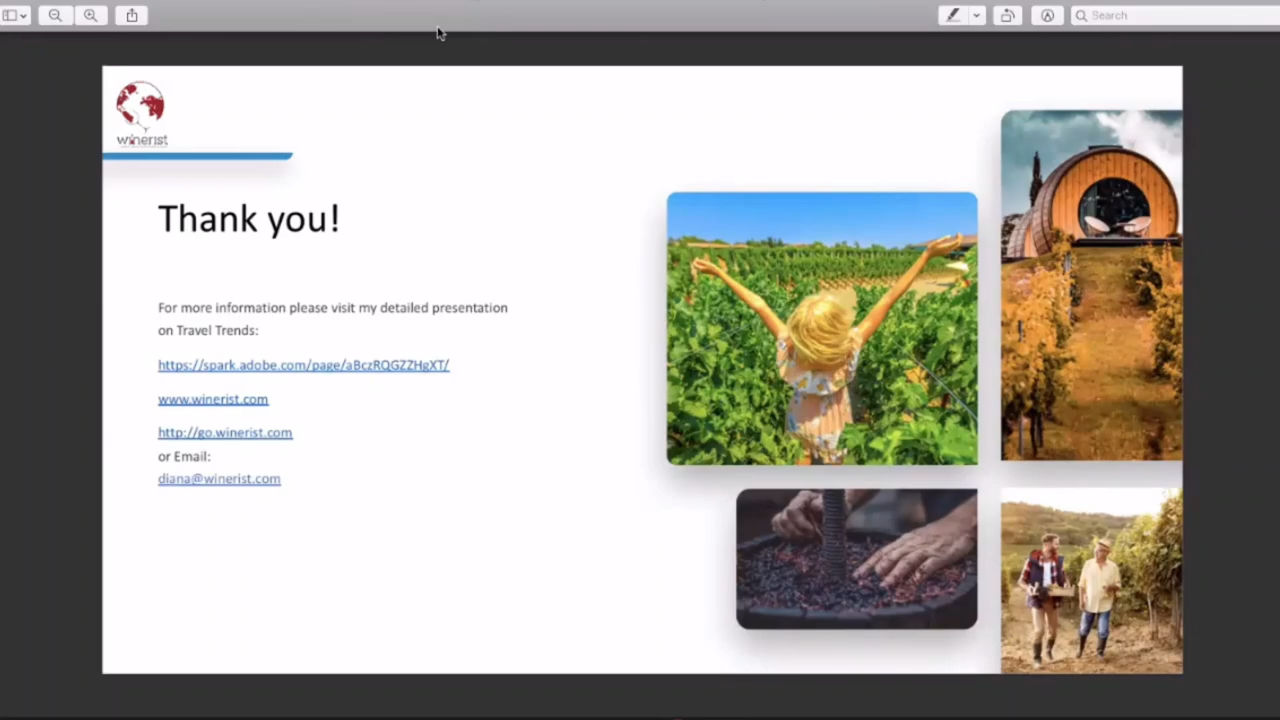 Search
winerist
Thank you!
For more information please visit my detailed presentation
on Travel Trends:
https://spark.adobe.com/page/aBczRQGZZHgXT/
www.winerist.com
http://go.winerist.com
or Email:
diana@winerist.com